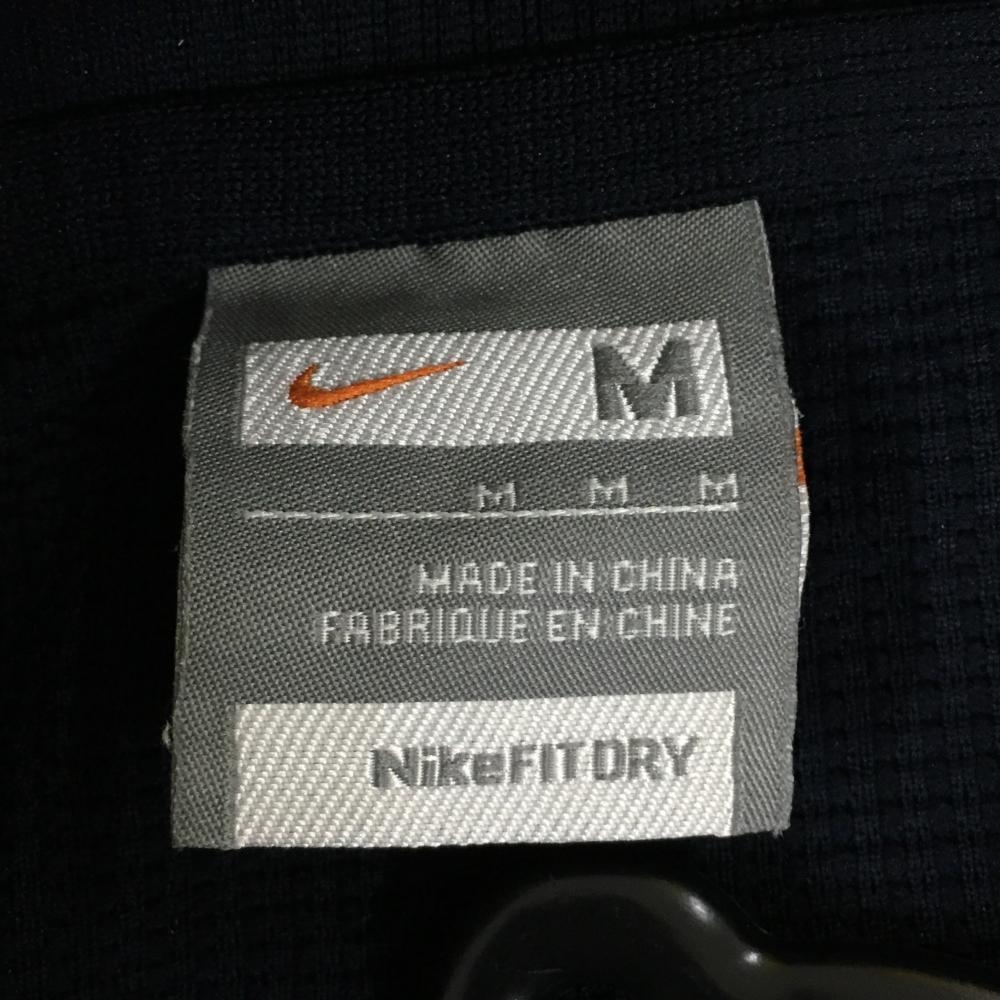 M
M M M
MADE IN CHINA
FABRIQUE EN CHINE
NikeFIT DRY